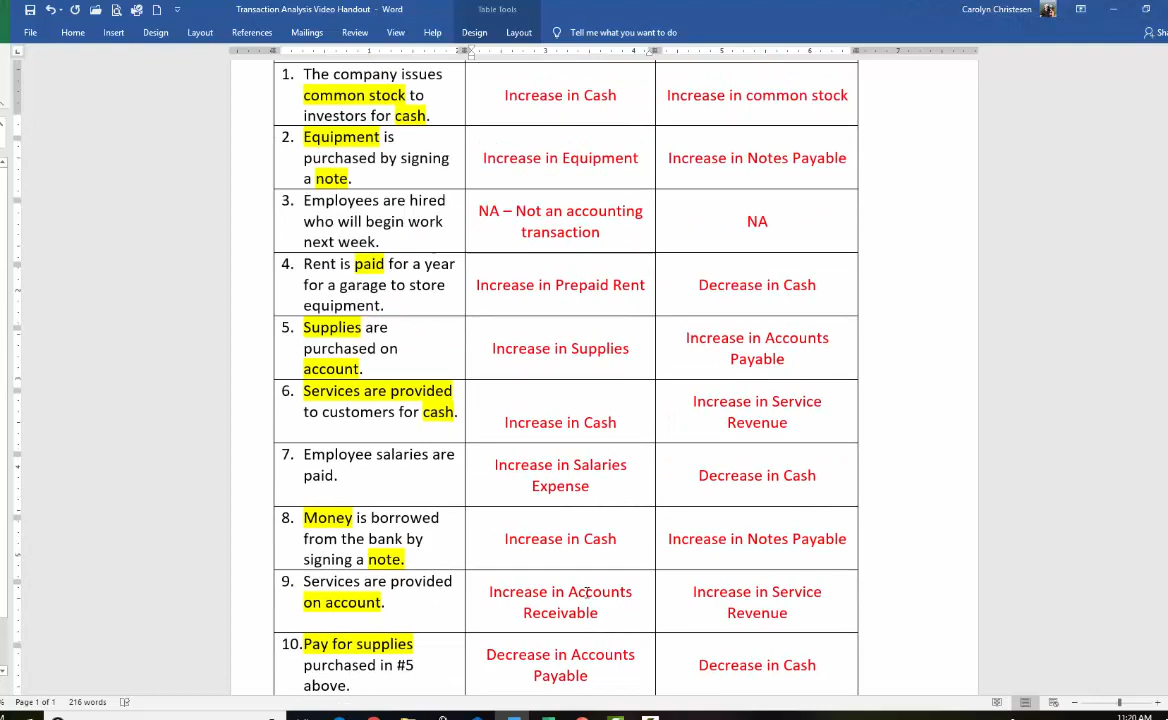 Transaction Analysis Video Handout - Word
Table Tools
Carolyn Christesen
File Home Insert Design Layout References Mailings Review View Help Design Layout Tell me what you want to do
1 2 3 4 5 6 7
1. The company issues
common stock to
investors for cash.
Increase in Cash
Increase in common stock
2. Equipment is
purchased by signing
a note.
Increase in Equipment
Increase in Notes Payable
3. Employees are hired
who will begin work
next week.
NA – Not an accounting
transaction
NA
4. Rent is paid for a year
for a garage to store
equipment.
Increase in Prepaid Rent
Decrease in Cash
5. Supplies are
purchased on
account.
Increase in Supplies
Increase in Accounts
Payable
6. Services are provided
to customers for cash.
Increase in Cash
Increase in Service
Revenue
7. Employee salaries are
paid.
Increase in Salaries
Expense
Decrease in Cash
8. Money is borrowed
from the bank by
signing a note.
Increase in Cash
Increase in Notes Payable
9. Services are provided
on account.
Increase in Accounts
Receivable
Increase in Service
Revenue
10. Pay for supplies
purchased in #5
above.
Decrease in Accounts
Payable
Decrease in Cash
Page 1 of 1 216 words